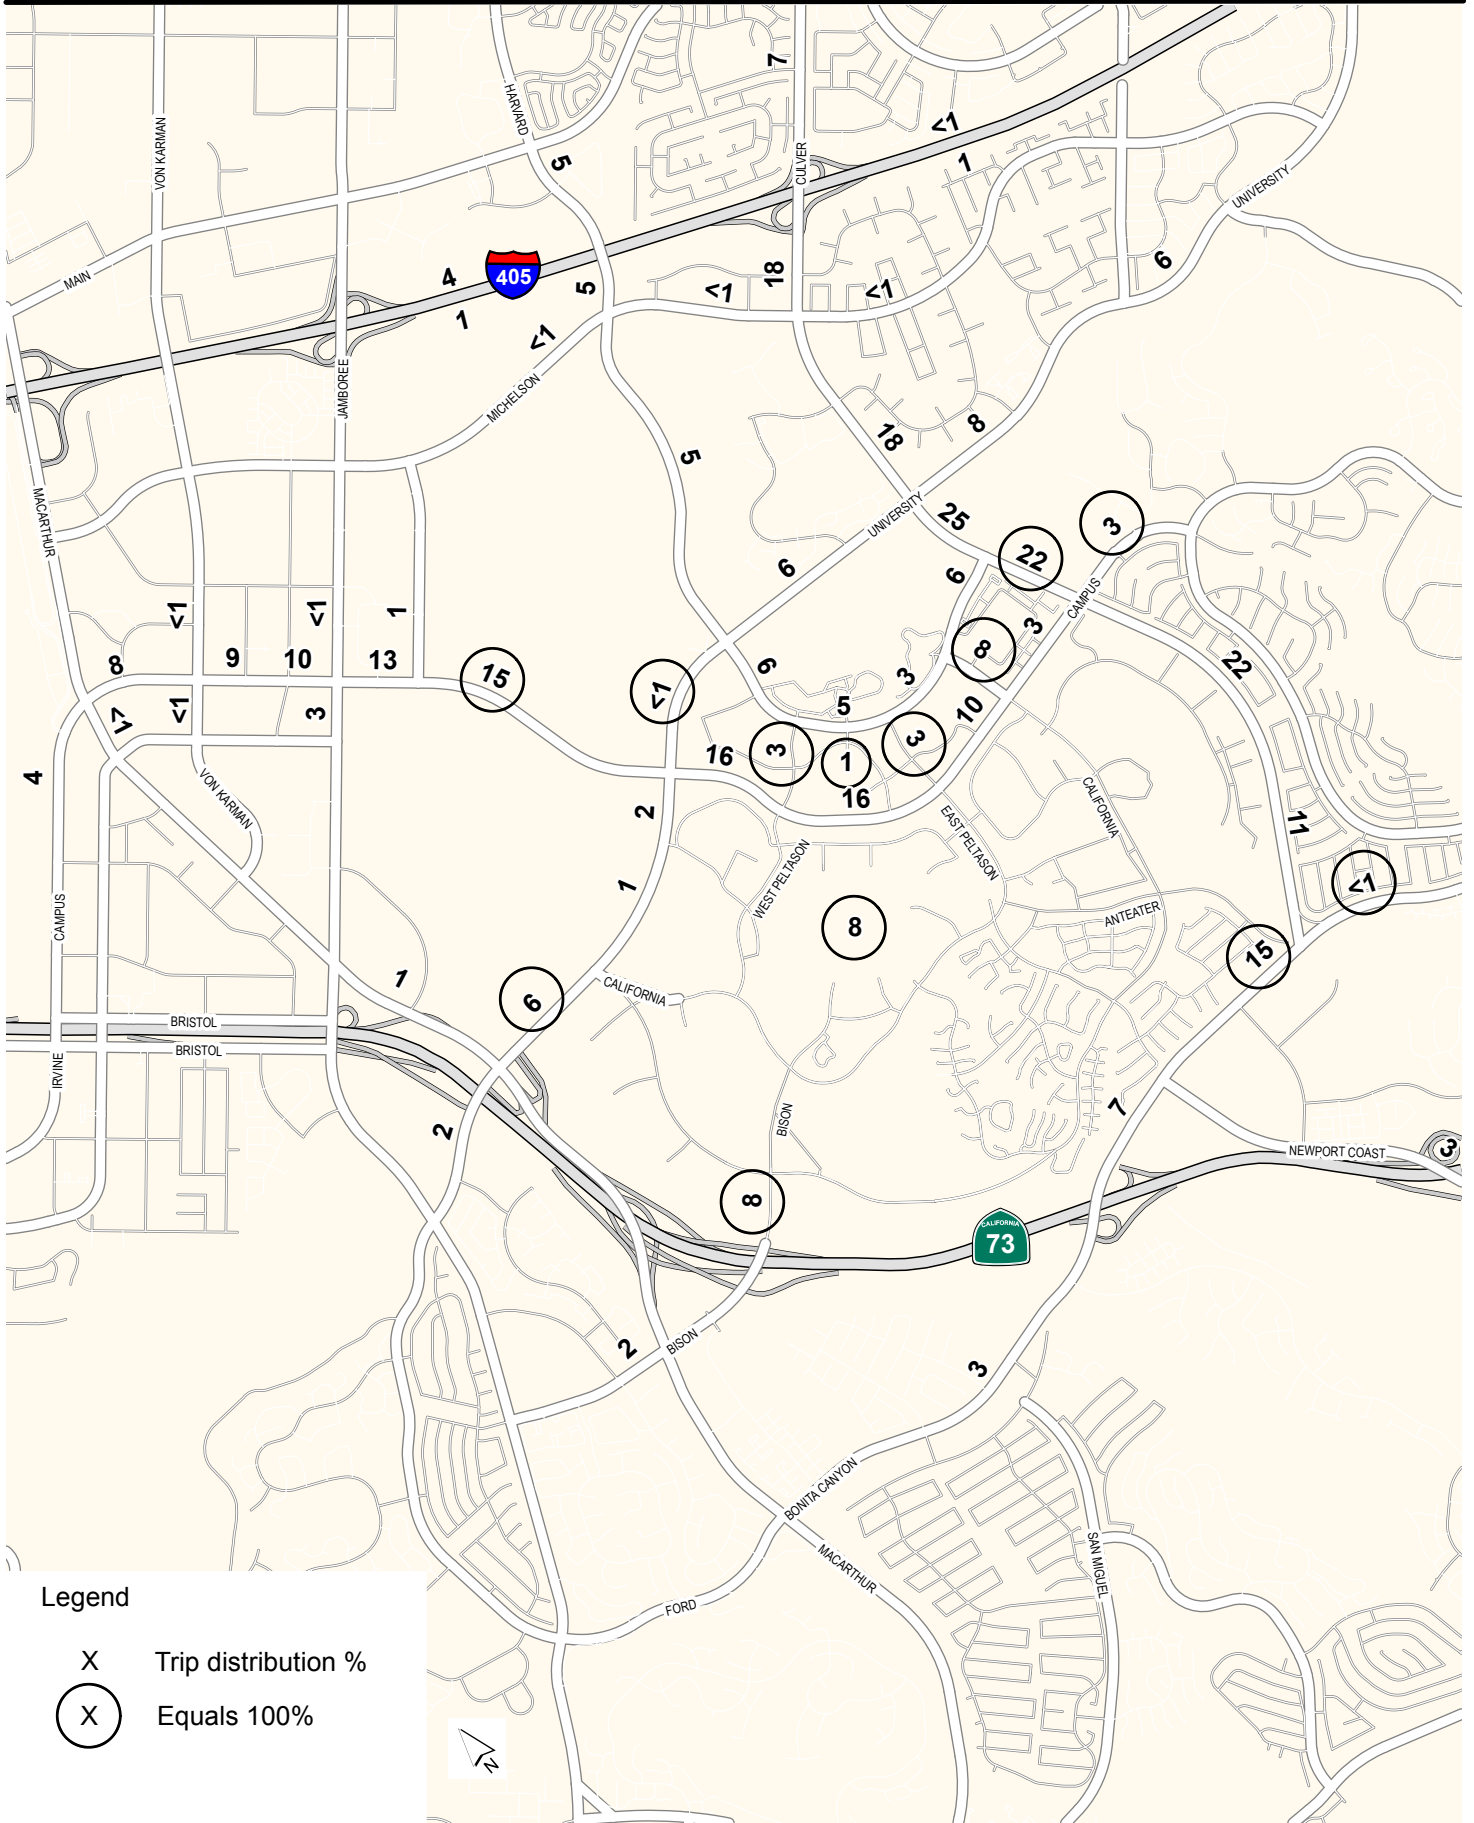 7
HARVARD
<1
VON KARMAN
5
CULVER
1
UNIVERSITY
MAIN
4
405
5
18
<1
<1
6
1
<1
JAMBOREE
MICHELSON
18
8
5
MACARTHUR
UNIVERSITY
25
3
22
6
6
CAMPUS
<1
<1
1
3
8
9
10
13
15
<1
6
8
3
22
<1
<1
3
5
10
16
3
1
3
4
VON KARMAN
2
16
CALIFORNIA
EAST PELTASON
11
WEST PELTASON
1
<1
CAMPUS
8
ANTEATER
15
1
CALIFORNIA
6
BRISTOL
BRISTOL
IRVINE
2
BISON
7
NEWPORT COAST
3
8
CALIFORNIA
73
2
BISON
3
BONITA CANYON
MACARTHUR
SAN MIGUEL
FORD
Legend
X Trip distribution %
X Equals 100%
N